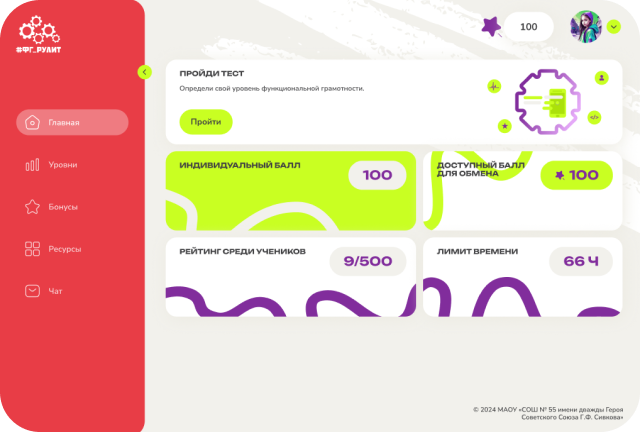 #ФГ_РУЛИТ
100
Главная
Уровни
Бонусы
Ресурсы
Чат
ПРОЙДИ ТЕСТ
Определи свой уровень функциональной грамотности.
Пройти
</>
ИНДИВИДУАЛЬНЫЙ БАЛЛ
100
ДОСТУПНЫЙ БАЛЛ
ДЛЯ ОБМЕНА
100
РЕЙТИНГ СРЕДИ УЧЕНИКОВ
9/500
ЛИМИТ ВРЕМЕНИ
66 Ч
© 2024 МАОУ «СОШ № 55 имени дважды Героя
Советского Союза Г.Ф. Сивкова»